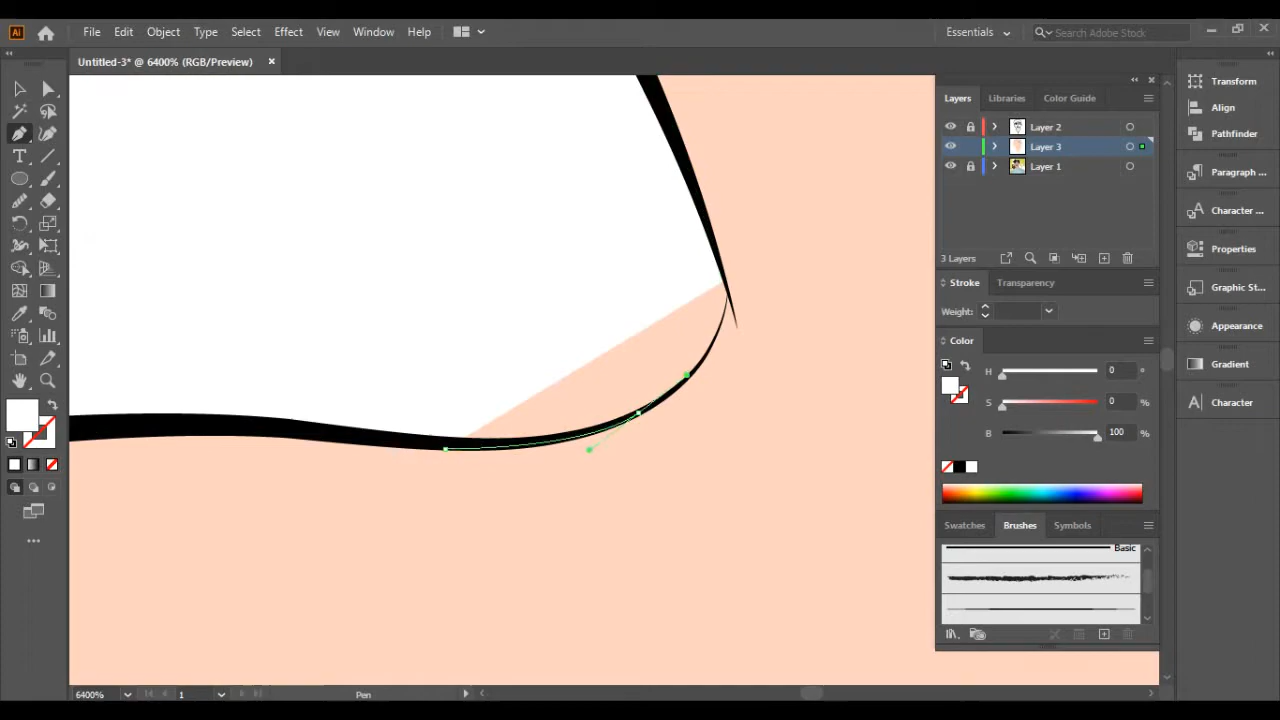 Ai File Edit Object Type Select Effect View Window Help Essentials Search Adobe Stock
Untitled-3* @ 6400% (RGB/Preview)
Layers Libraries Color Guide
Layer 2
Layer 3
Layer 1
3 Layers
Stroke Transparency
Weight:
Color
H 0 °
S 0 %
B 100 %
Swatches Brushes Symbols
Basic
Transform
Align
Pathfinder
Paragraph ...
Character ...
Properties
Graphic St...
Appearance
Gradient
Character
6400% 1 Pen